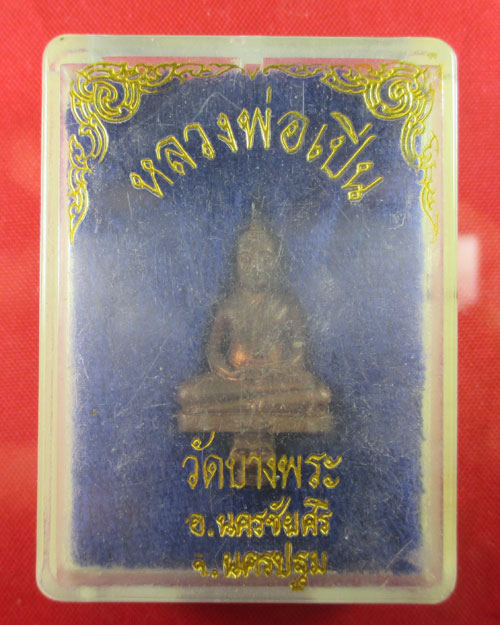 หลวงพ่อเปิ่น
วัดบางพระ
อ.นครชัยศรี
จ.นครปฐม